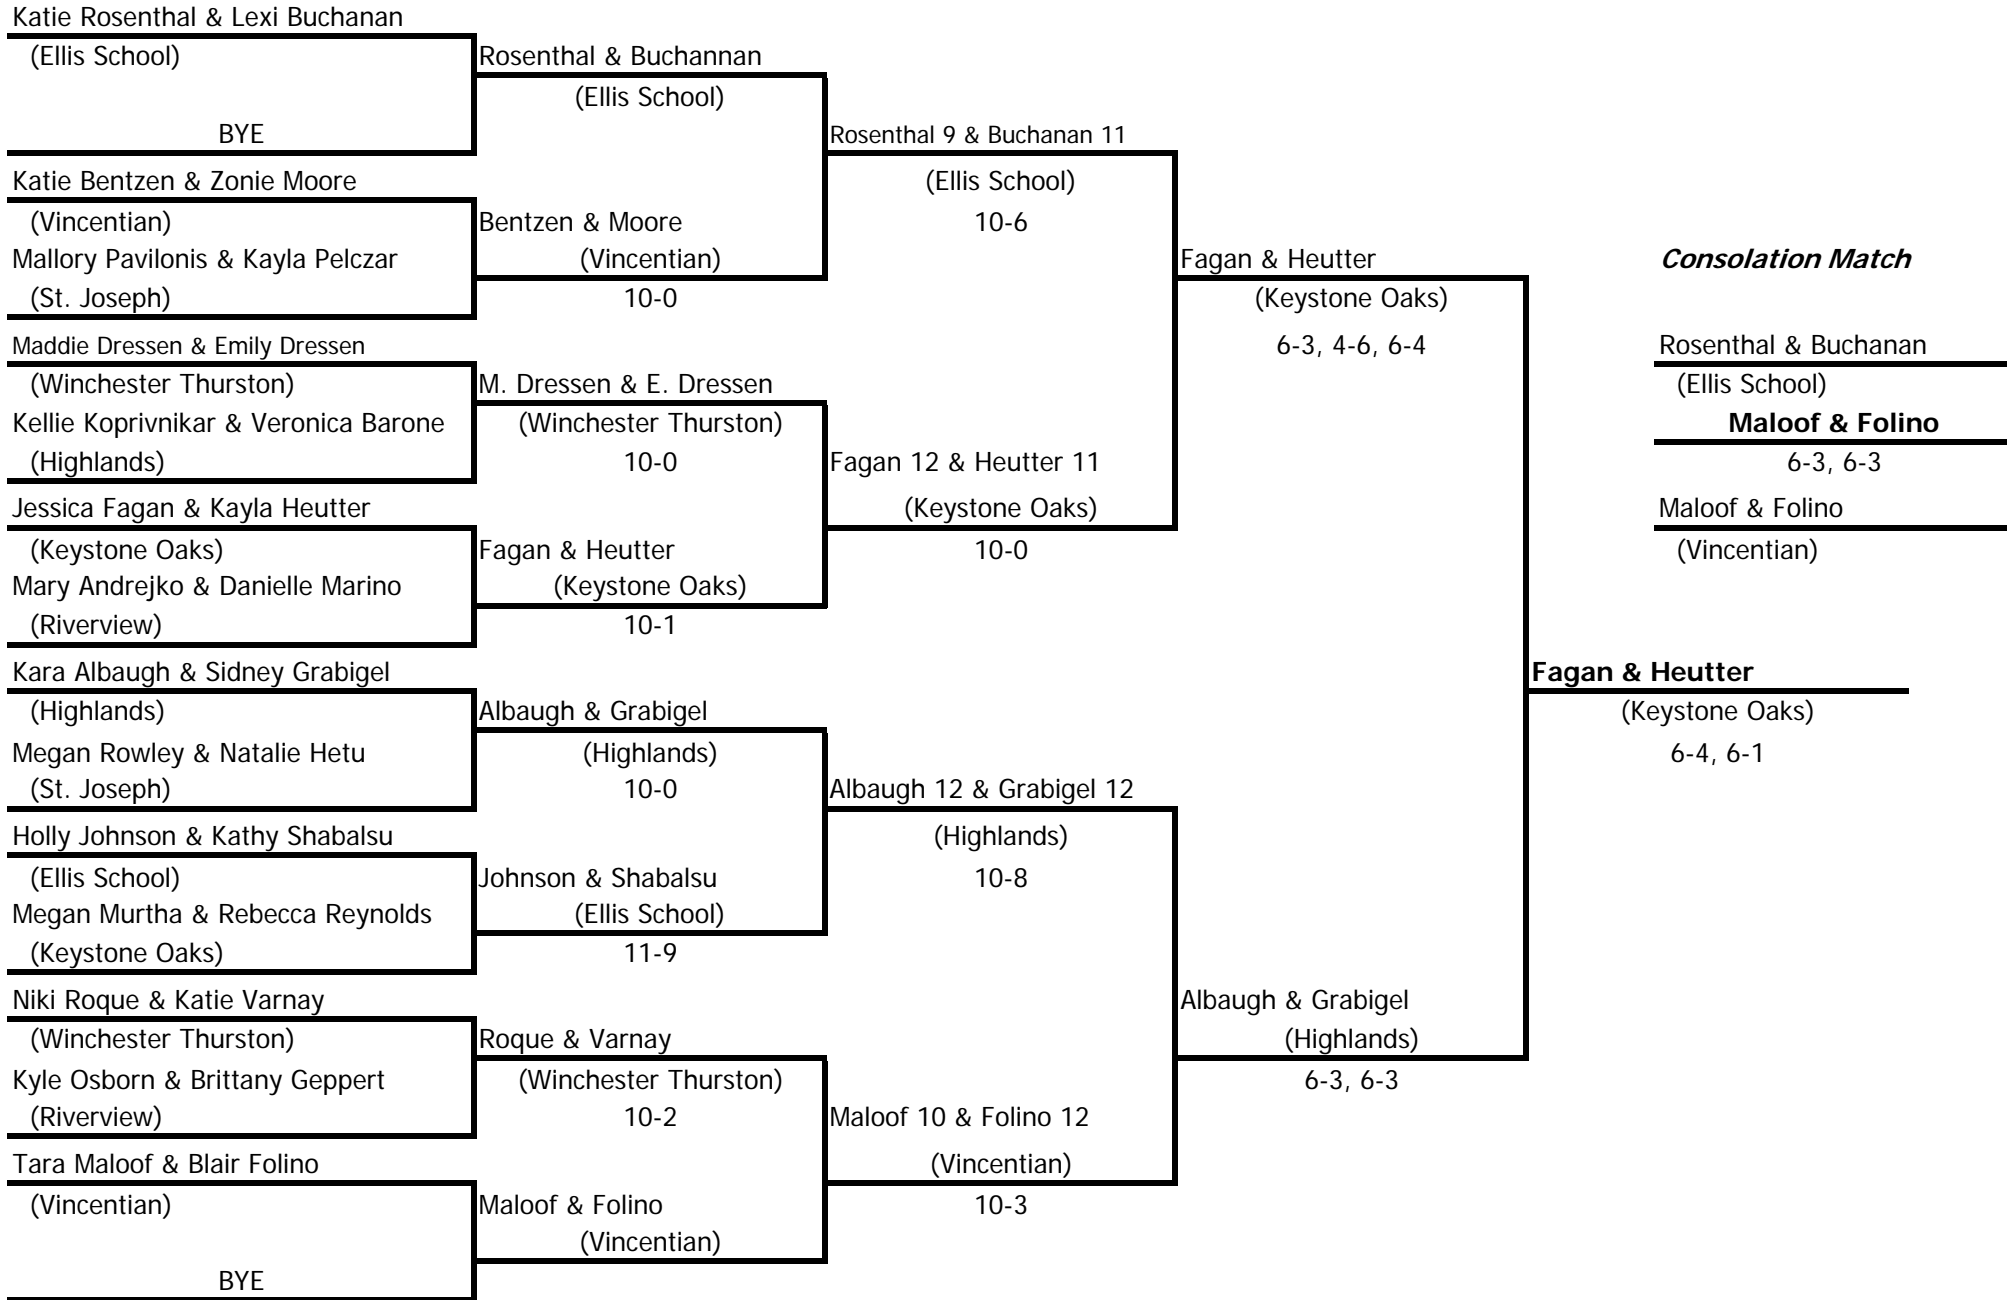 Katie Rosenthal & Lexi Buchanan
(Ellis School)
BYE
Katie Bentzen & Zonie Moore
(Vincentian)
Mallory Pavilonis & Kayla Pelczar
(St. Joseph)
Maddie Dressen & Emily Dressen
(Winchester Thurston)
Kellie Koprivnikar & Veronica Barone
(Highlands)
Jessica Fagan & Kayla Heutter
(Keystone Oaks)
Mary Andrejko & Danielle Marino
(Riverview)
Kara Albaugh & Sidney Grabigel
(Highlands)
Megan Rowley & Natalie Hetu
(St. Joseph)
Holly Johnson & Kathy Shabalsu
(Ellis School)
Megan Murtha & Rebecca Reynolds
(Keystone Oaks)
Niki Roque & Katie Varnay
(Winchester Thurston)
Kyle Osborn & Brittany Geppert
(Riverview)
Tara Maloof & Blair Folino
(Vincentian)
BYE
Rosenthal & Buchannan
(Ellis School)
Bentzen & Moore
(Vincentian)
10-0
M. Dressen & E. Dressen
(Winchester Thurston)
10-0
Fagan & Heutter
(Keystone Oaks)
10-1
Albaugh & Grabigel
(Highlands)
10-0
Johnson & Shabalsu
(Ellis School)
11-9
Roque & Varnay
(Winchester Thurston)
10-2
Maloof & Folino
(Vincentian)
Rosenthal 9 & Buchanan 11
(Ellis School)
10-6
Fagan 12 & Heutter 11
(Keystone Oaks)
10-0
Albaugh 12 & Grabigel 12
(Highlands)
10-8
Maloof 10 & Folino 12
(Vincentian)
10-3
Fagan & Heutter
(Keystone Oaks)
6-3, 4-6, 6-4
Albaugh & Grabigel
(Highlands)
6-3, 6-3
Fagan & Heutter
(Keystone Oaks)
6-4, 6-1
Consolation Match
Rosenthal & Buchanan
(Ellis School)
Maloof & Folino
6-3, 6-3
Maloof & Folino
(Vincentian)